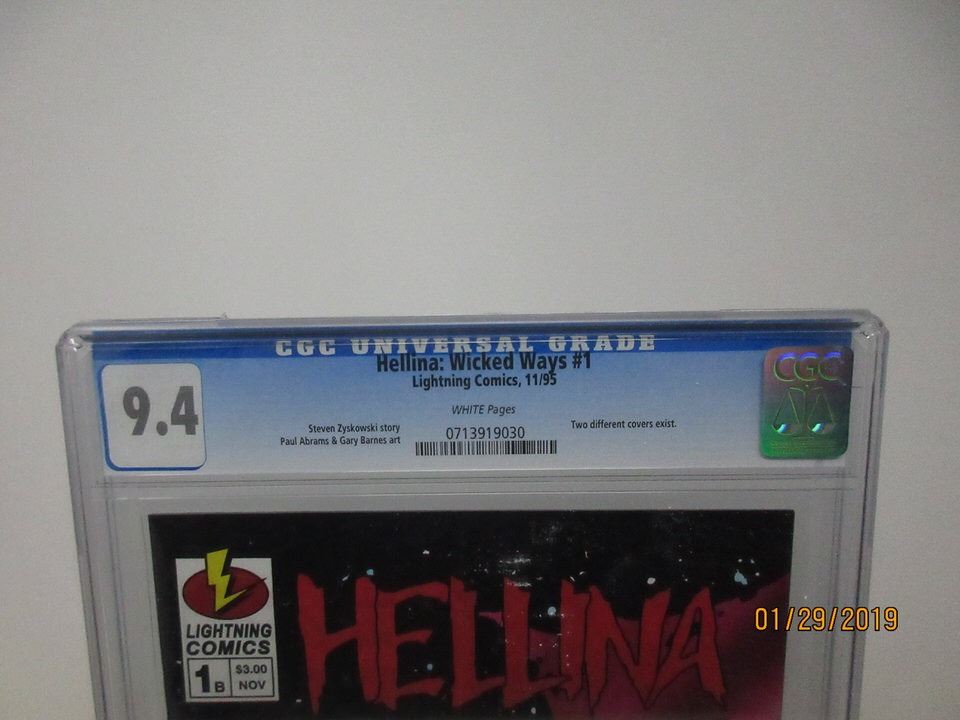 CGC UNIVERSAL GRADE
Hellina: Wicked Ways #1
Lightning Comics, 11/95
9.4
WHITE Pages
Steven Zyskowski story
Paul Abrams & Gary Barnes art
0713919030
Two different covers exist.
CGC
LIGHTNING
COMICS
1B
$3.00
NOV
HELLINA
01/29/2019